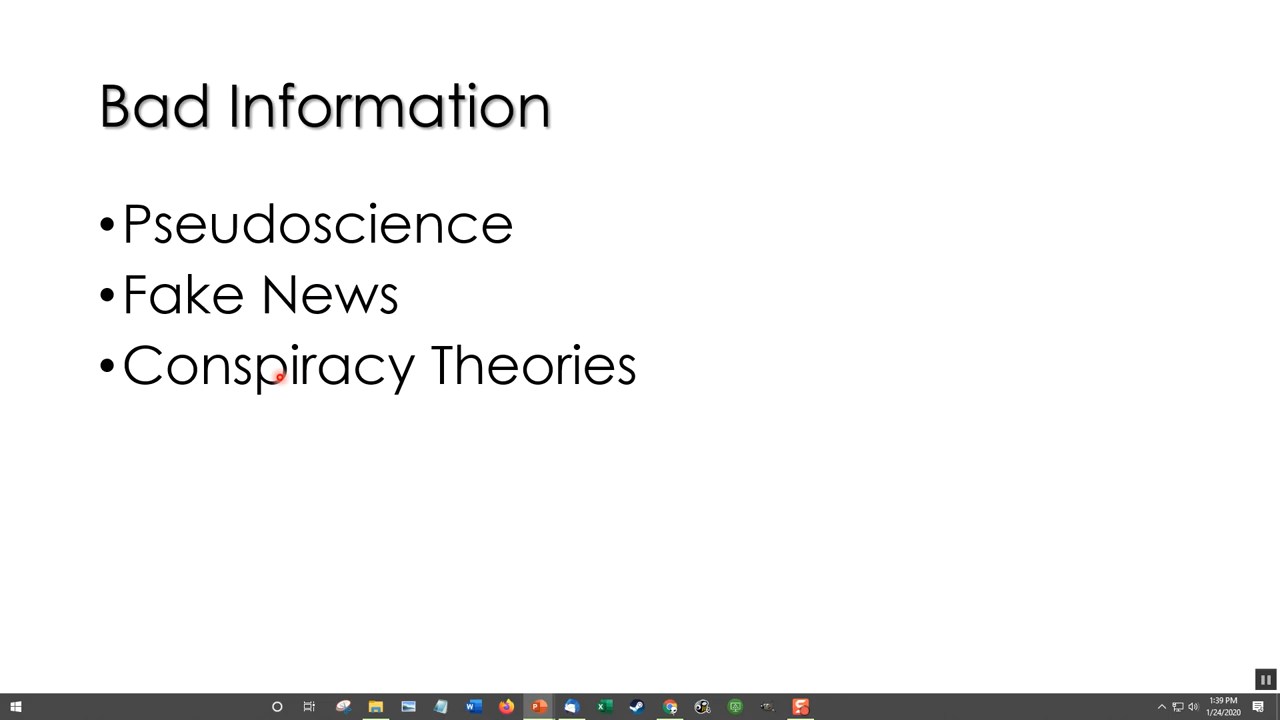 Bad Information
•Pseudoscience
•Fake News
•Conspiracy Theories
1:39 PM
1/24/2020